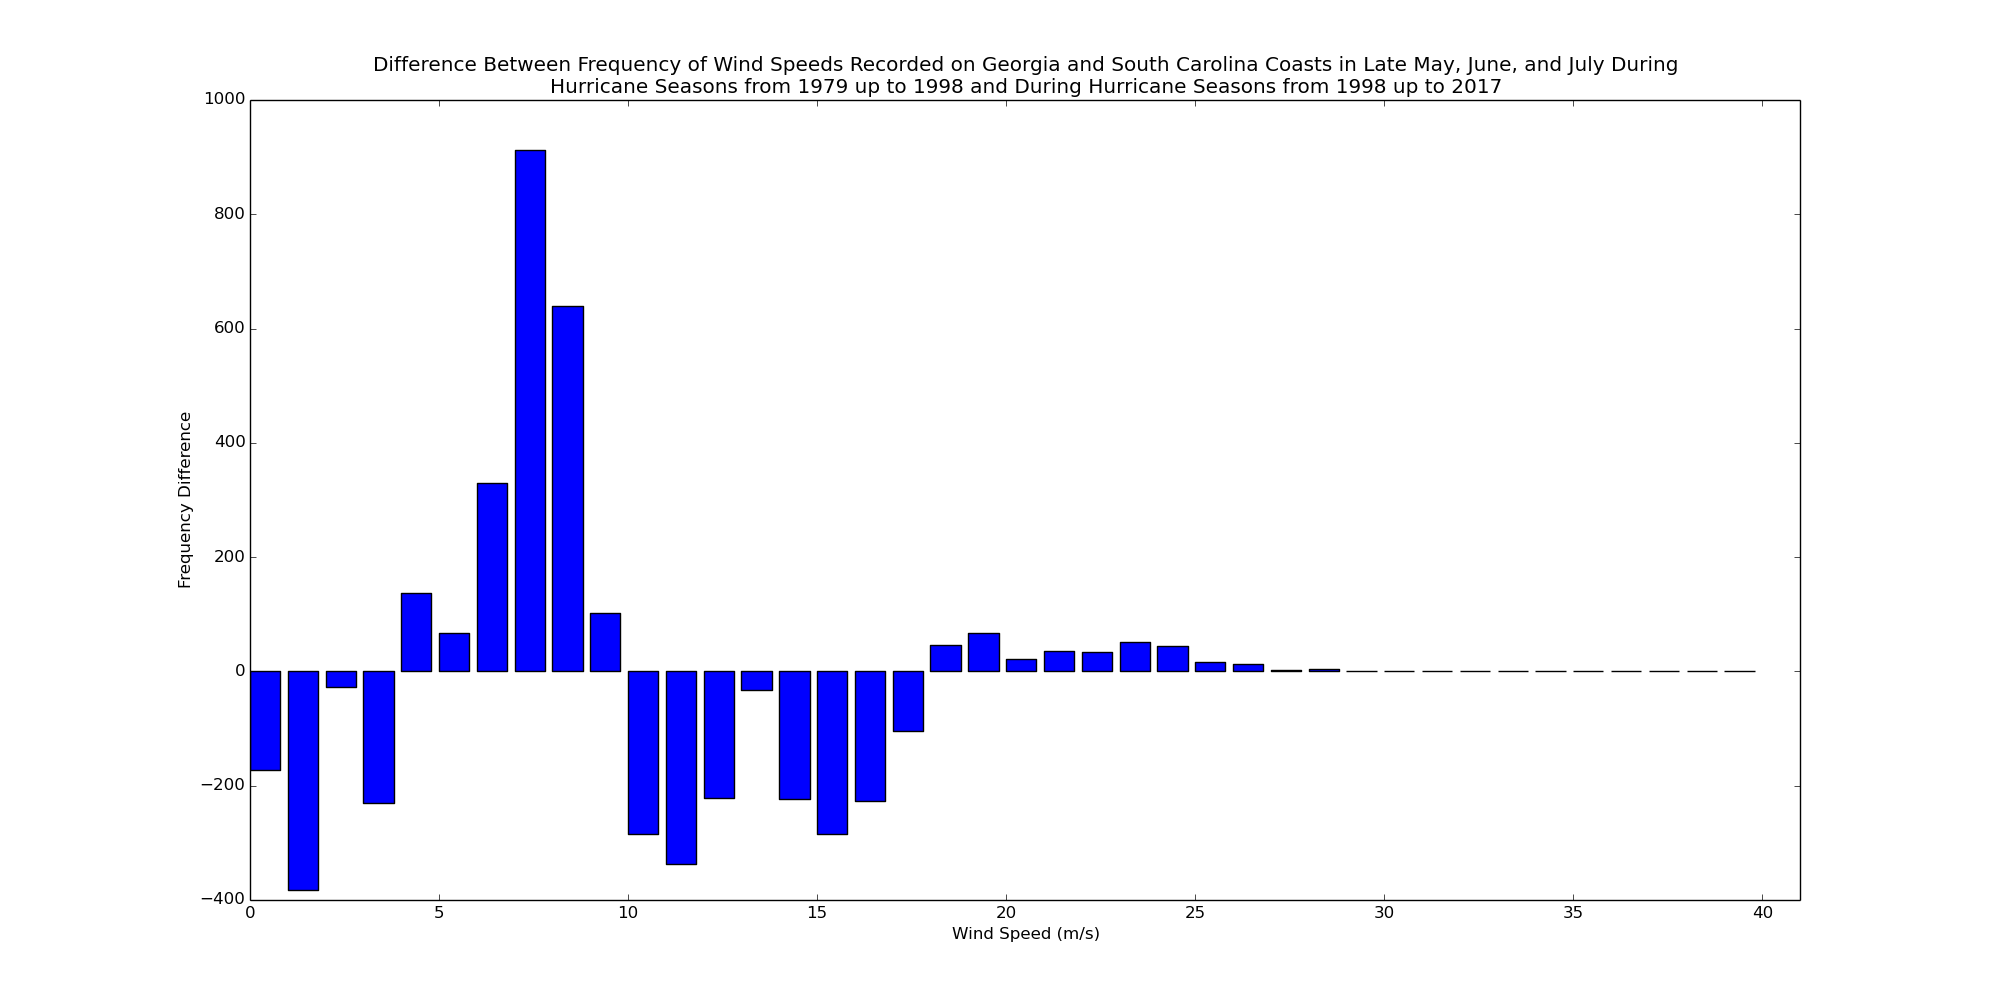 Difference Between Frequency of Wind Speeds Recorded on Georgia and South Carolina Coasts in Late May, June, and July During
Hurricane Seasons from 1979 up to 1998 and During Hurricane Seasons from 1998 up to 2017
1000
800
600
400
200
0
−200
−400
Frequency Difference
0 5 10 15 20 25 30 35 40
Wind Speed (m/s)